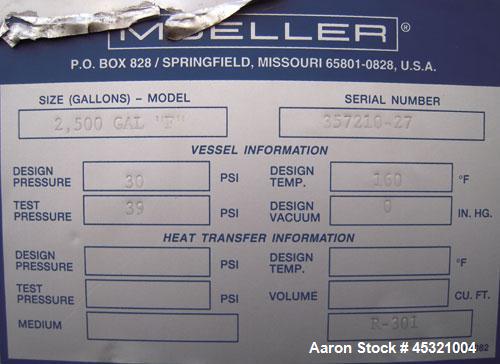 MUELLER®
P.O. BOX 828 / SPRINGFIELD, MISSOURI 65801-0828, U.S.A.
SIZE (GALLONS) – MODEL SERIAL NUMBER
2,500 GAL "F" 357210-27
VESSEL INFORMATION
DESIGN PRESSURE 30 PSI DESIGN TEMP. 160 °F
TEST PRESSURE 39 PSI DESIGN VACUUM 0 IN. HG.
HEAT TRANSFER INFORMATION
DESIGN PRESSURE PSI DESIGN TEMP. °F
TEST PRESSURE PSI VOLUME CU. FT.
MEDIUM R-301
Aaron Stock # 45321004